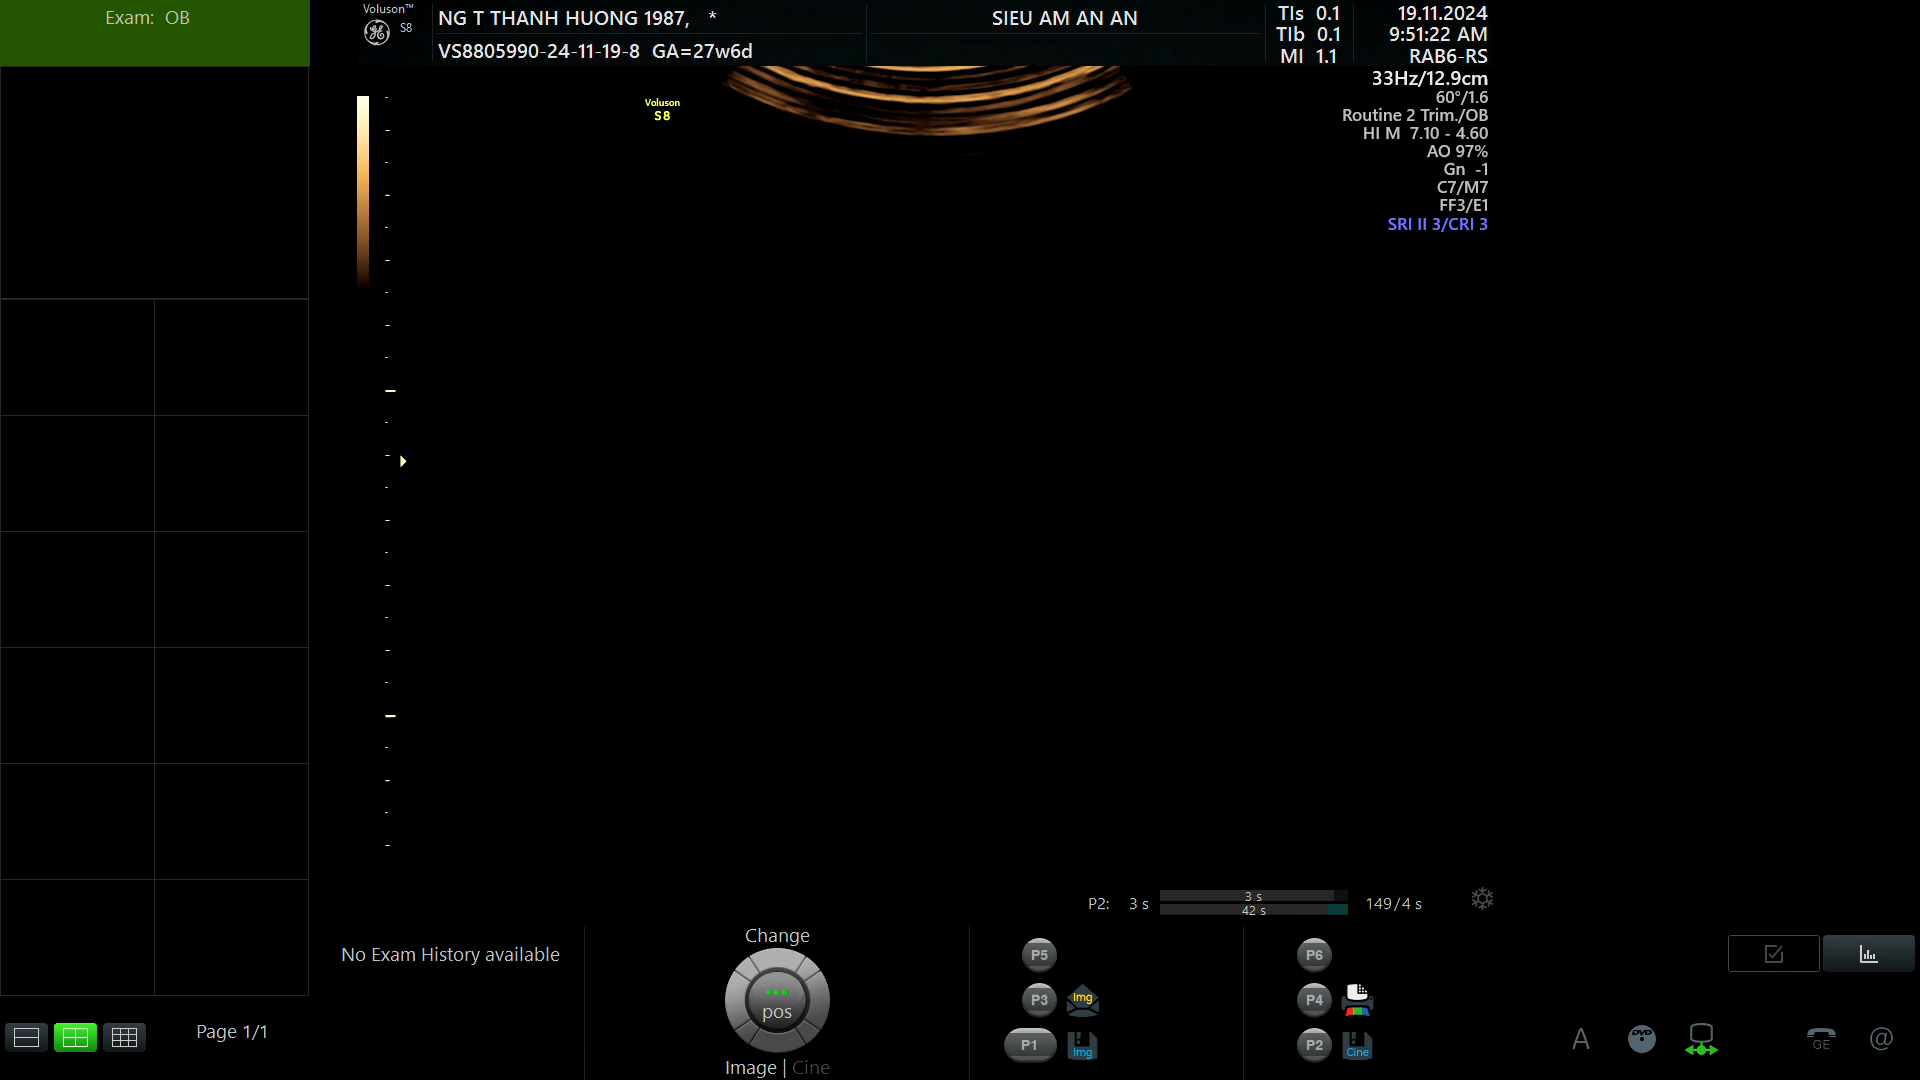 Exam: OB
Voluson™
S8
NG T THANH HUONG 1987, *
VS8805990-24-11-19-8 GA=27w6d
SIEU AM AN AN
TIs 0.1
TIb 0.1
MI 1.1
19.11.2024
9:51:22 AM
RAB6-RS
33Hz/12.9cm
60°/1.6
Routine 2 Trim./OB
HI M 7.10 - 4.60
AO 97%
Gn -1
C7/M7
FF3/E1
SRI II 3/CRI 3
Voluson
S8
P2: 3 s
3 s
42 s
149/4 s
No Exam History available
Change
pos
Image | Cine
P5
P3 Img
P1 Img
P6
P4
P2 Cine
Page 1/1
A
DVD
GE
@